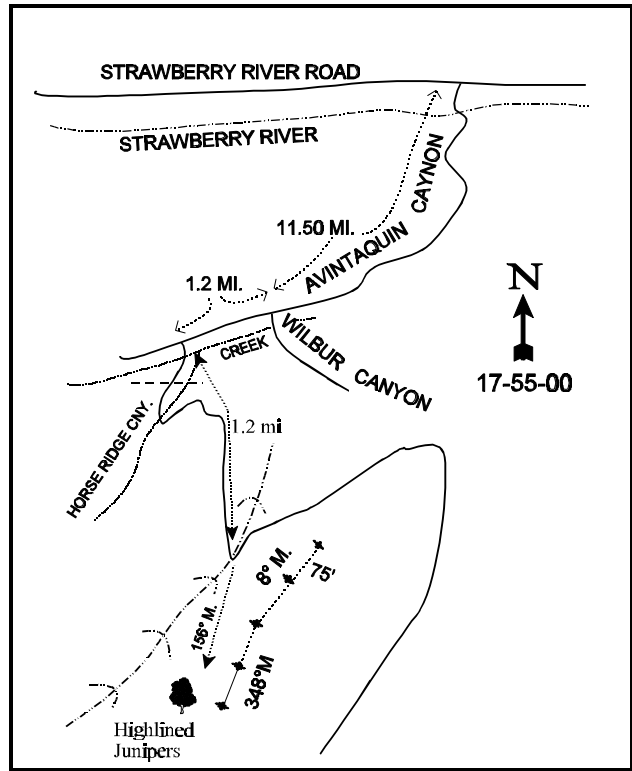 STRAWBERRY RIVER ROAD
STRAWBERRY RIVER
AVINTAQUIN CAYNON
11.50 MI.
1.2 MI.
N
17-55-00
CREEK
WILBUR CANYON
HORSE RIDGE CNY.
1.2 mi
8° M.
75'
156° M.
348°M
Highlined
Junipers